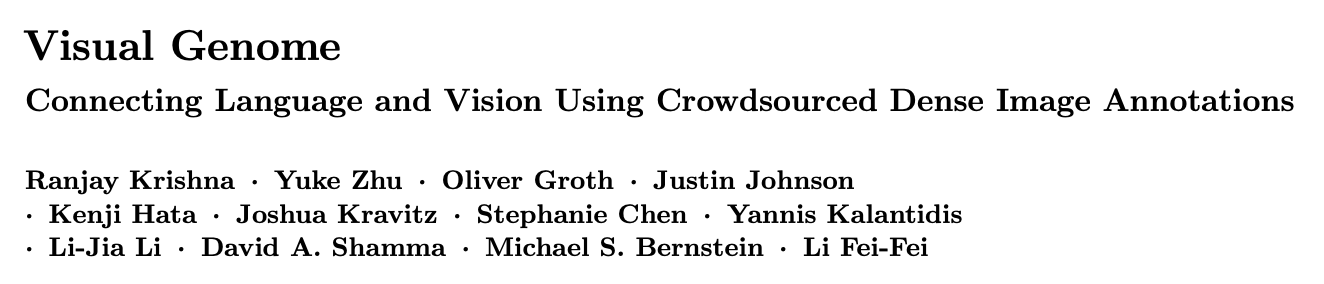 Visual Genome
Connecting Language and Vision Using Crowdsourced Dense Image Annotations
Ranjay Krishna · Yuke Zhu · Oliver Groth · Justin Johnson
· Kenji Hata · Joshua Kravitz · Stephanie Chen · Yannis Kalantidis
· Li-Jia Li · David A. Shamma · Michael S. Bernstein · Li Fei-Fei